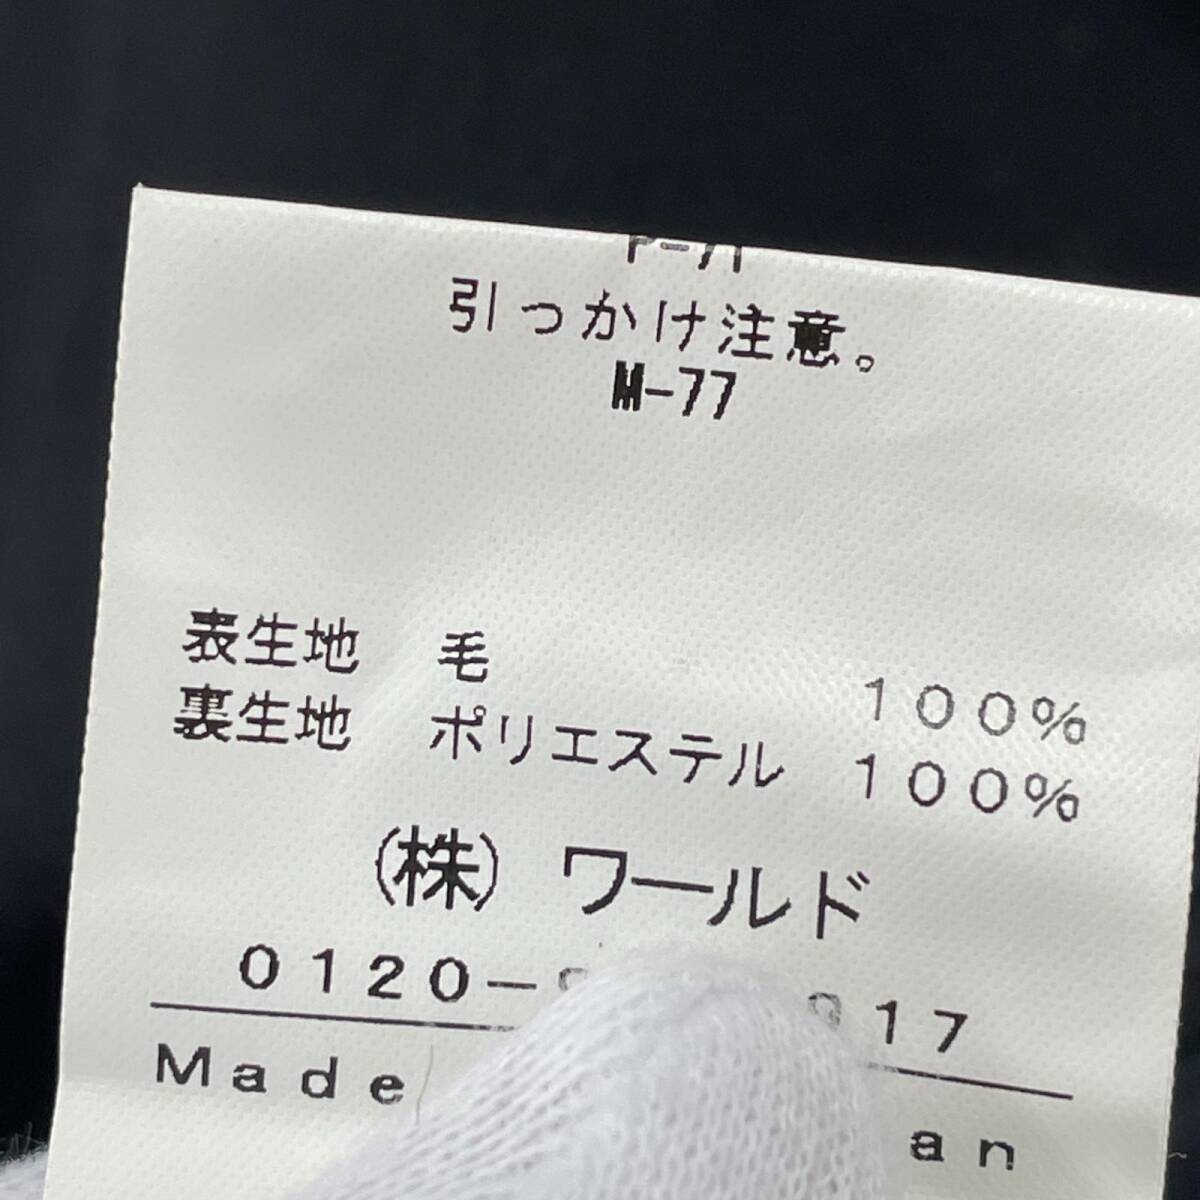 引っかけ注意。
M-77
表生地 毛 100%
裏生地 ポリエステル 100%
(株) ワールド
0120- 17
Made an